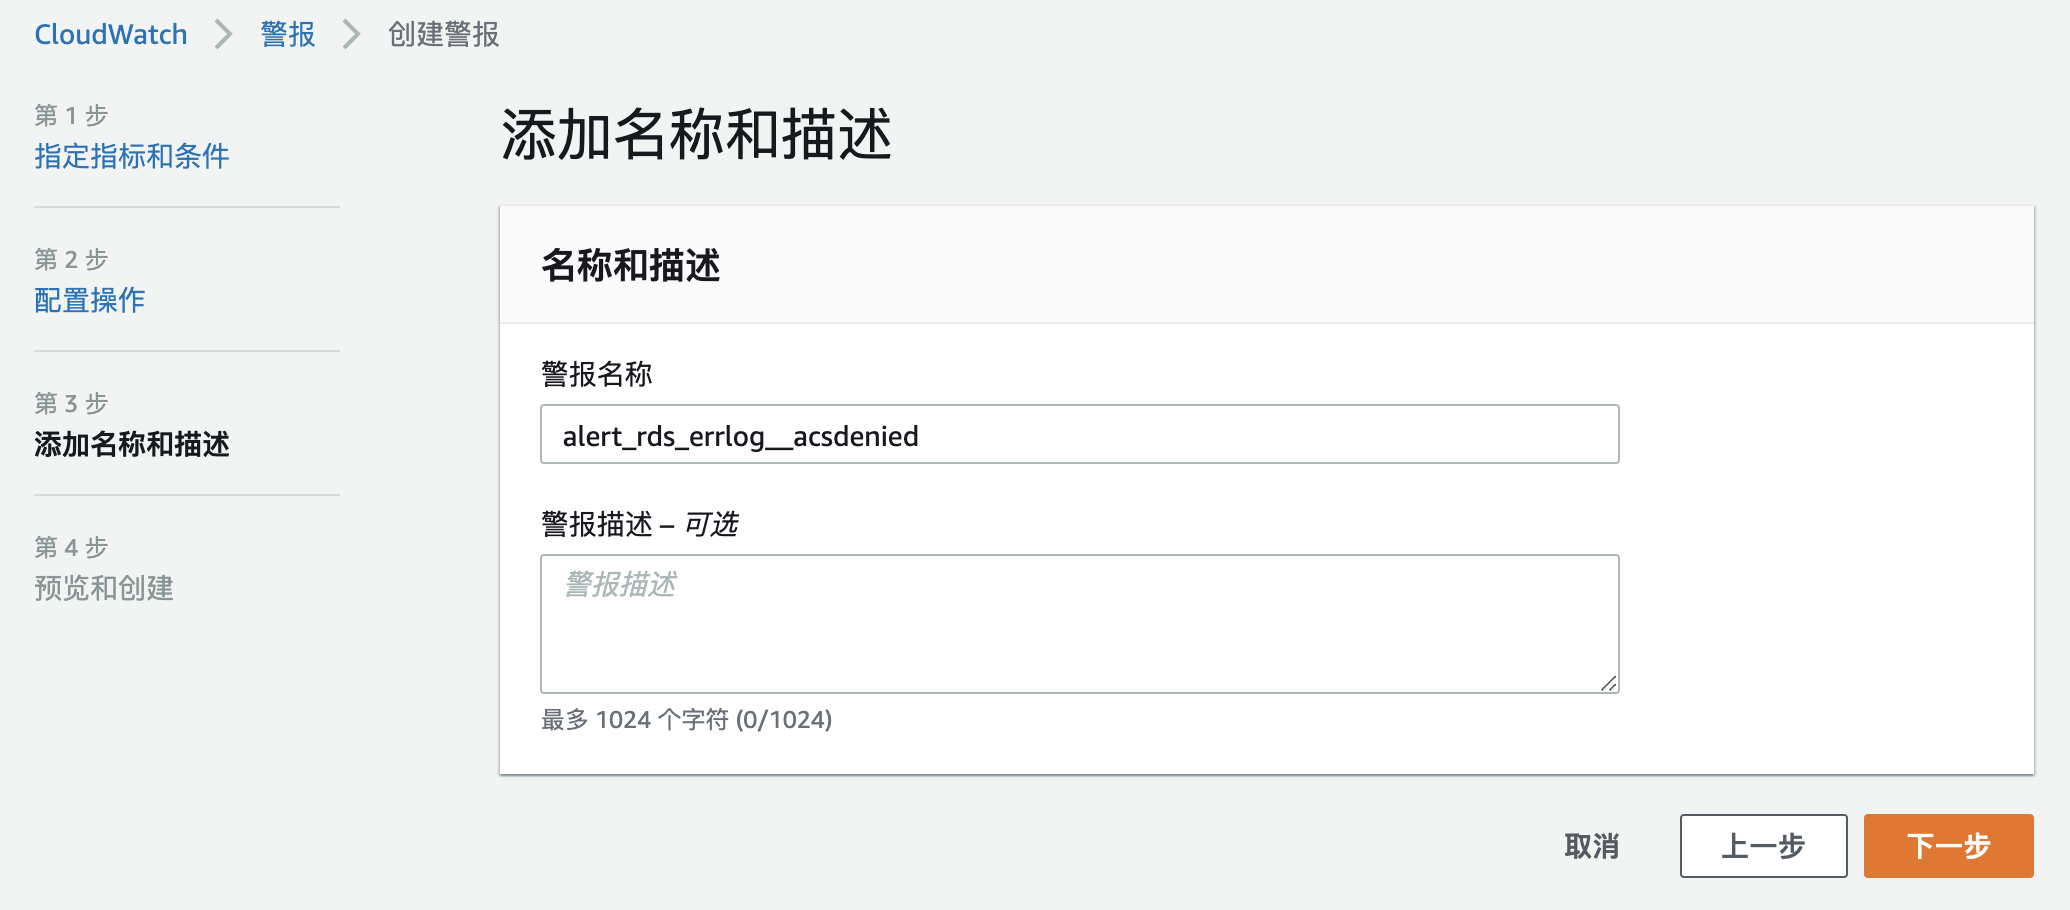 CloudWatch > 警报 > 创建警报
第 1 步
指定指标和条件
第 2 步
配置操作
第 3 步
添加名称和描述
第 4 步
预览和创建
添加名称和描述
名称和描述
警报名称
alert_rds_errlog__acsdenied
警报描述 – 可选
警报描述
最多 1024 个字符 (0/1024)
取消 上一步 下一步